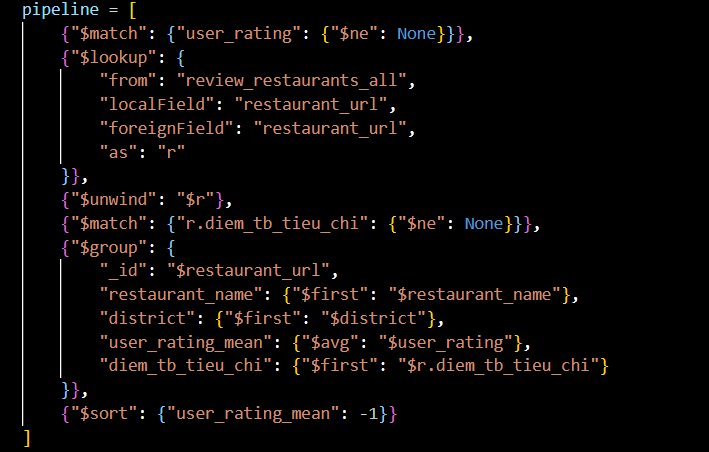 pipeline = [
    {"$match": {"user_rating": {"$ne": None}}},
    {"$lookup": {
        "from": "review_restaurants_all",
        "localField": "restaurant_url",
        "foreignField": "restaurant_url",
        "as": "r"
    }},
    {"$unwind": "$r"},
    {"$match": {"r.diem_tb_tieu_chi": {"$ne": None}}},
    {"$group": {
        "_id": "$restaurant_url",
        "restaurant_name": {"$first": "$restaurant_name"},
        "district": {"$first": "$district"},
        "user_rating_mean": {"$avg": "$user_rating"},
        "diem_tb_tieu_chi": {"$first": "$r.diem_tb_tieu_chi"}
    }},
    {"$sort": {"user_rating_mean": -1}}
]